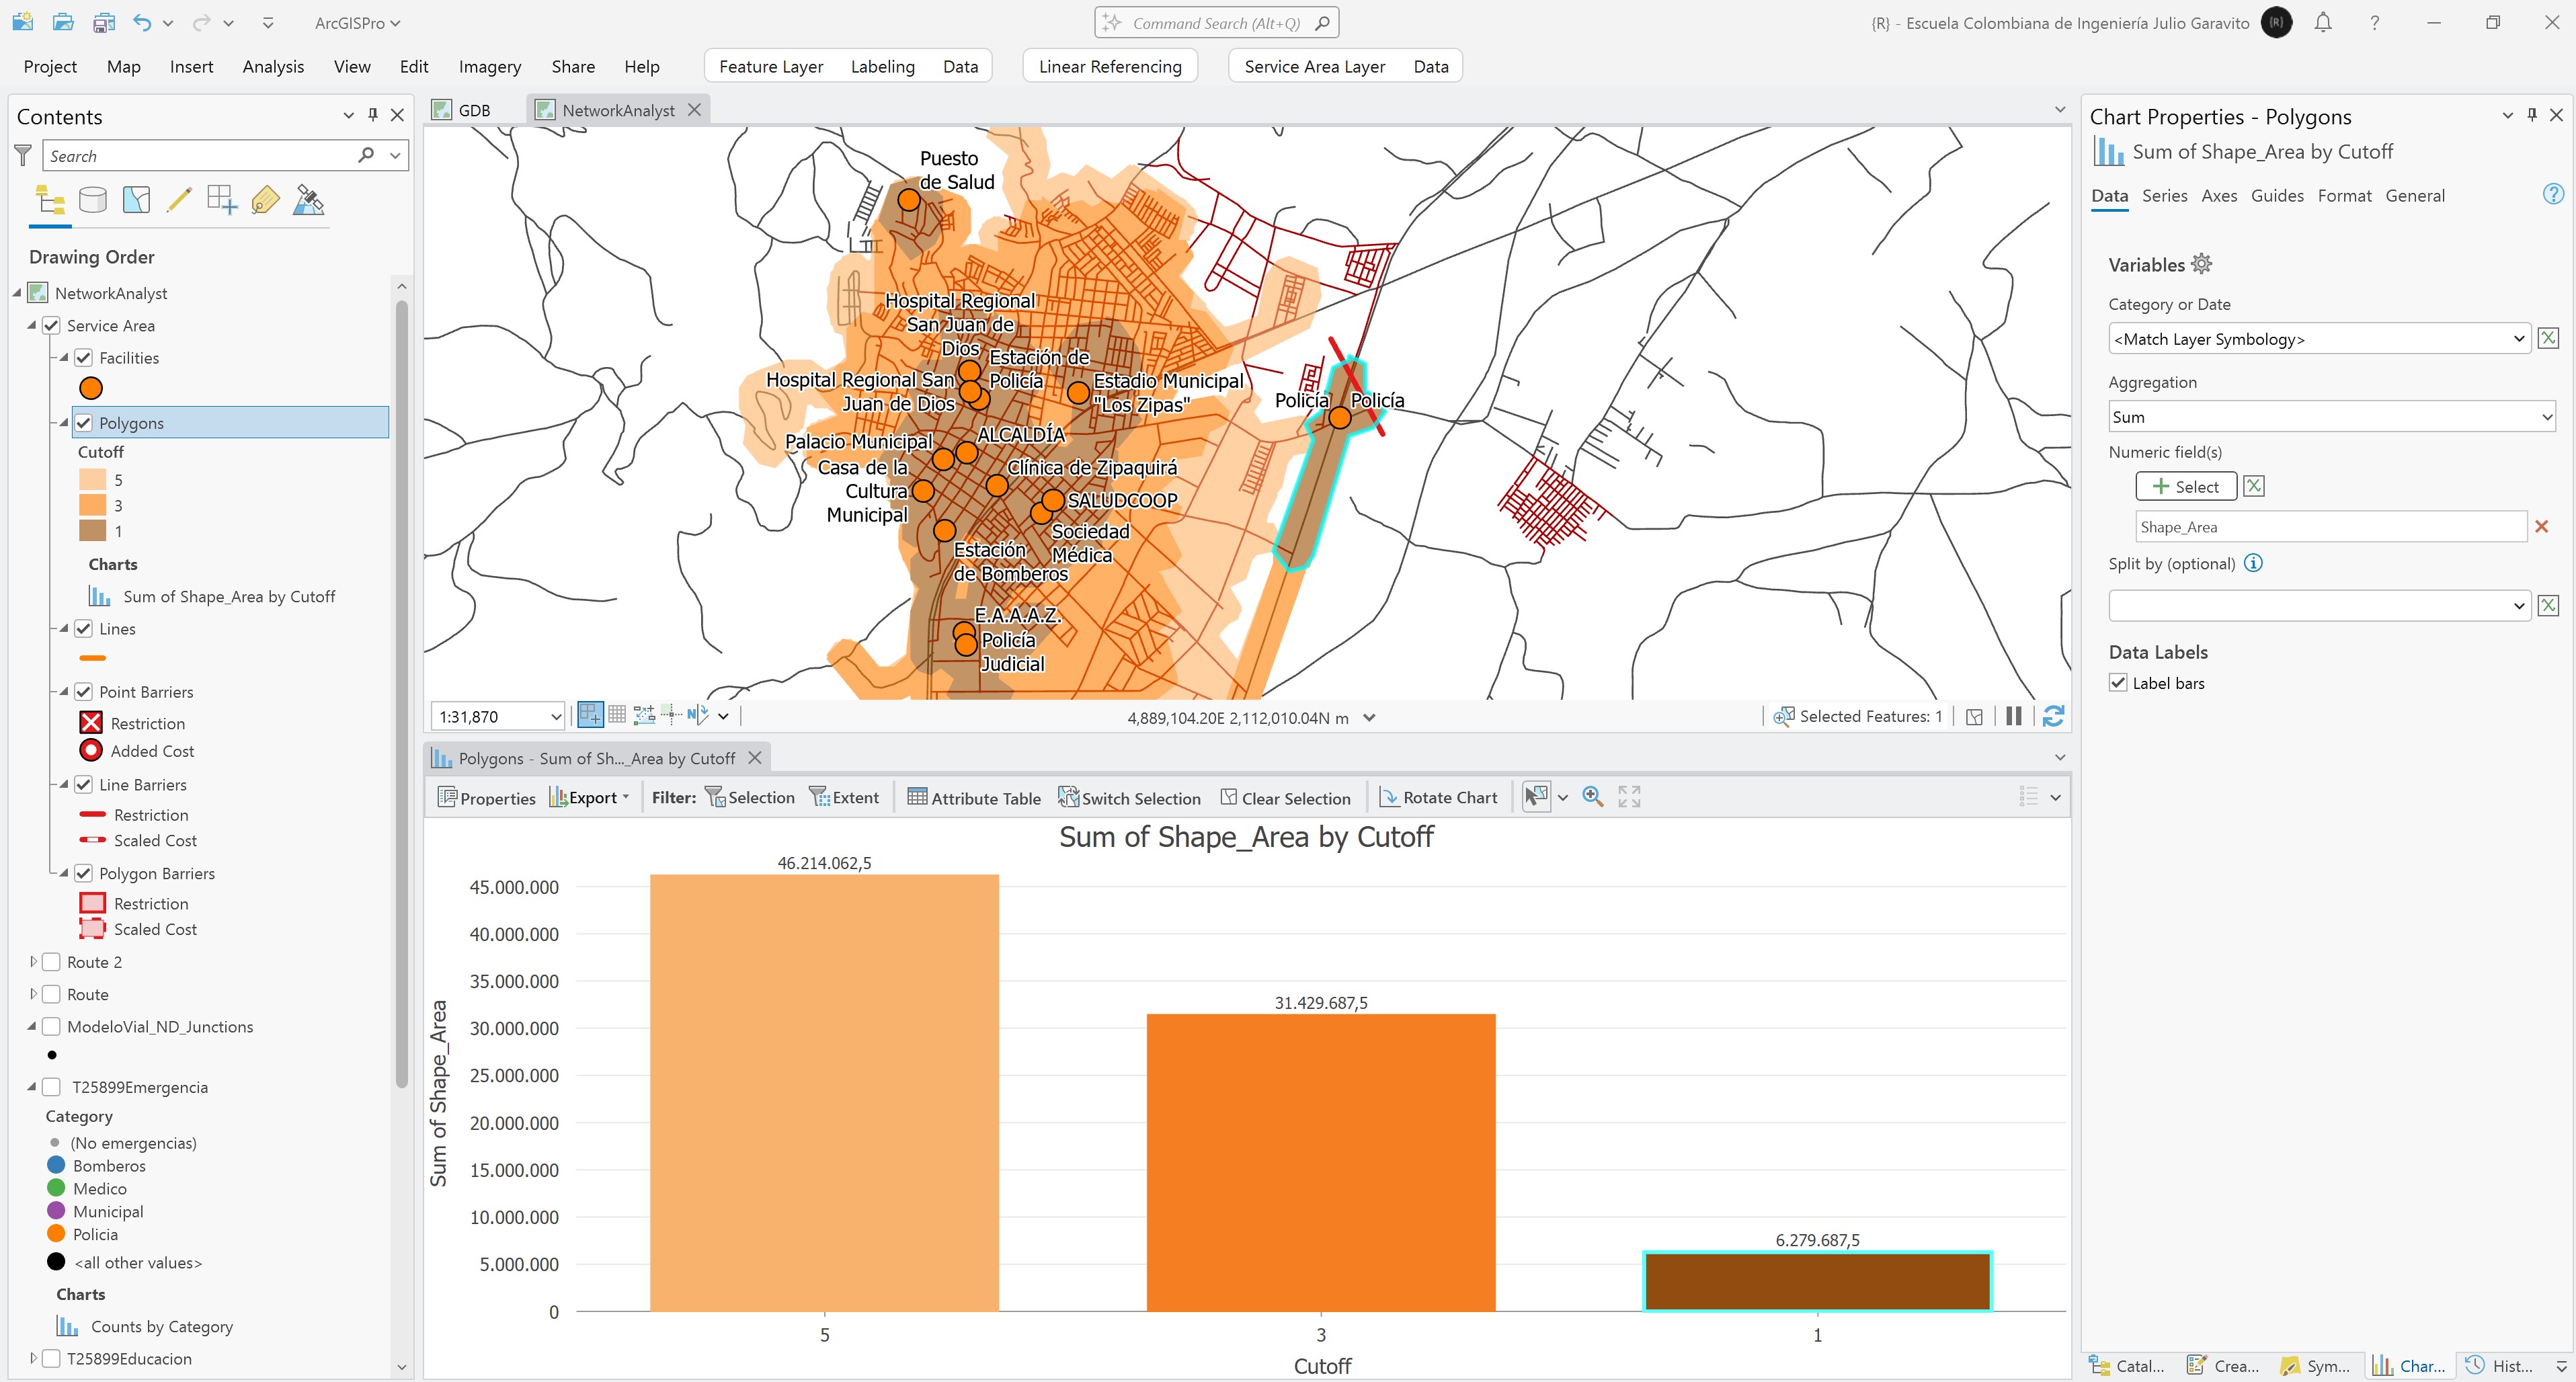 ArcGISPro
Command Search (Alt+Q)
{R} - Escuela Colombiana de Ingeniería Julio Garavito
{R}
Project Map Insert Analysis View Edit Imagery Share Help
Feature Layer Labeling Data
Linear Referencing
Service Area Layer Data
Contents
Search
Drawing Order
NetworkAnalyst
Service Area
Facilities
Polygons
Cutoff
5
3
1
Charts
Sum of Shape_Area by Cutoff
Lines
Point Barriers
Restriction
Added Cost
Line Barriers
Restriction
Scaled Cost
Polygon Barriers
Restriction
Scaled Cost
Route 2
Route
ModeloVial_ND_Junctions
T25899Emergencia
Category
(No emergencias)
Bomberos
Medico
Municipal
Policia
<all other values>
Charts
Counts by Category
T25899Educacion
GDB
NetworkAnalyst
Puesto
de Salud
Hospital Regional
San Juan de
Dios
Estación de
Policía
Hospital Regional San
Juan de Dios
Estadio Municipal
"Los Zipas"
Policía
Policía
Palacio Municipal
ALCALDÍA
Casa de la
Cultura
Municipal
Clínica de Zipaquirá
SALUDCOOP
Sociedad
Médica
Estación
de Bomberos
E.A.A.A.Z.
Policía
Judicial
1:31,870
4,889,104.20E 2,112,010.04N m
Selected Features: 1
Polygons - Sum of Sh..._Area by Cutoff
Properties Export Filter: Selection Extent Attribute Table Switch Selection Clear Selection Rotate Chart
Sum of Shape_Area by Cutoff
46.214.062,5
31.429.687,5
6.279.687,5
Sum of Shape_Area
45.000.000
40.000.000
35.000.000
30.000.000
25.000.000
20.000.000
15.000.000
10.000.000
5.000.000
0
5 3 1
Cutoff
Chart Properties - Polygons
Sum of Shape_Area by Cutoff
Data Series Axes Guides Format General
Variables
Category or Date
<Match Layer Symbology>
Aggregation
Sum
Numeric field(s)
Select
Shape_Area
Split by (optional)
Data Labels
Label bars
Catal... Crea... Sym... Char... Hist...